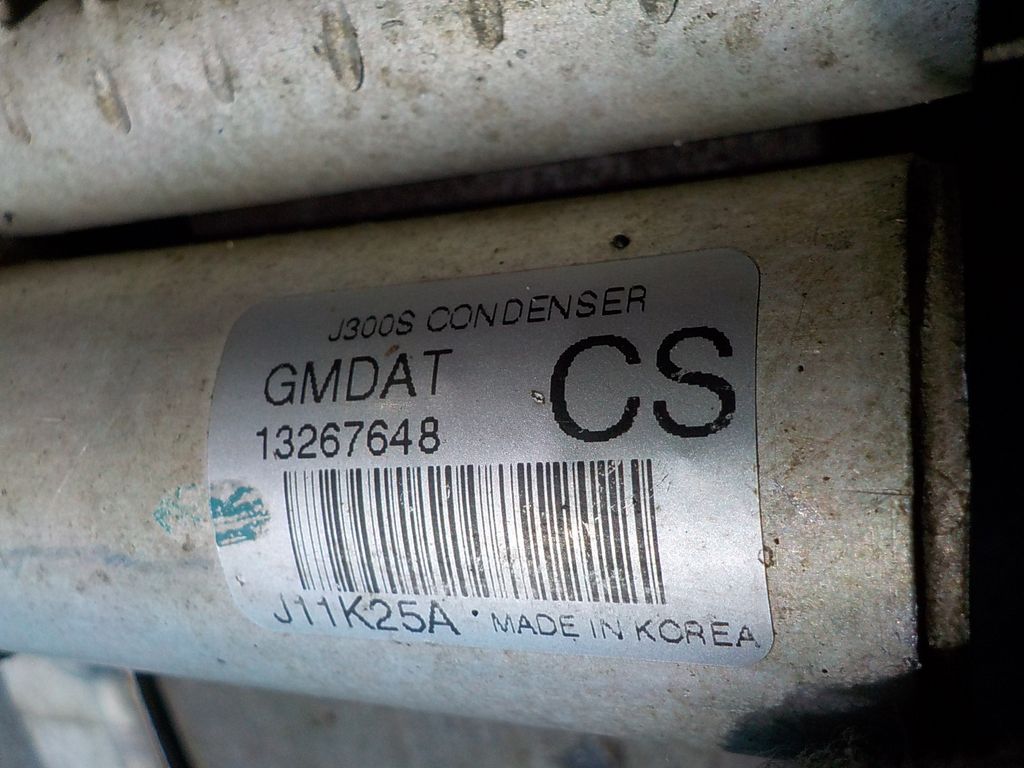 J300S CONDENSER
GMDAT
CS
13267648
J11K25A · MADE IN KOREA